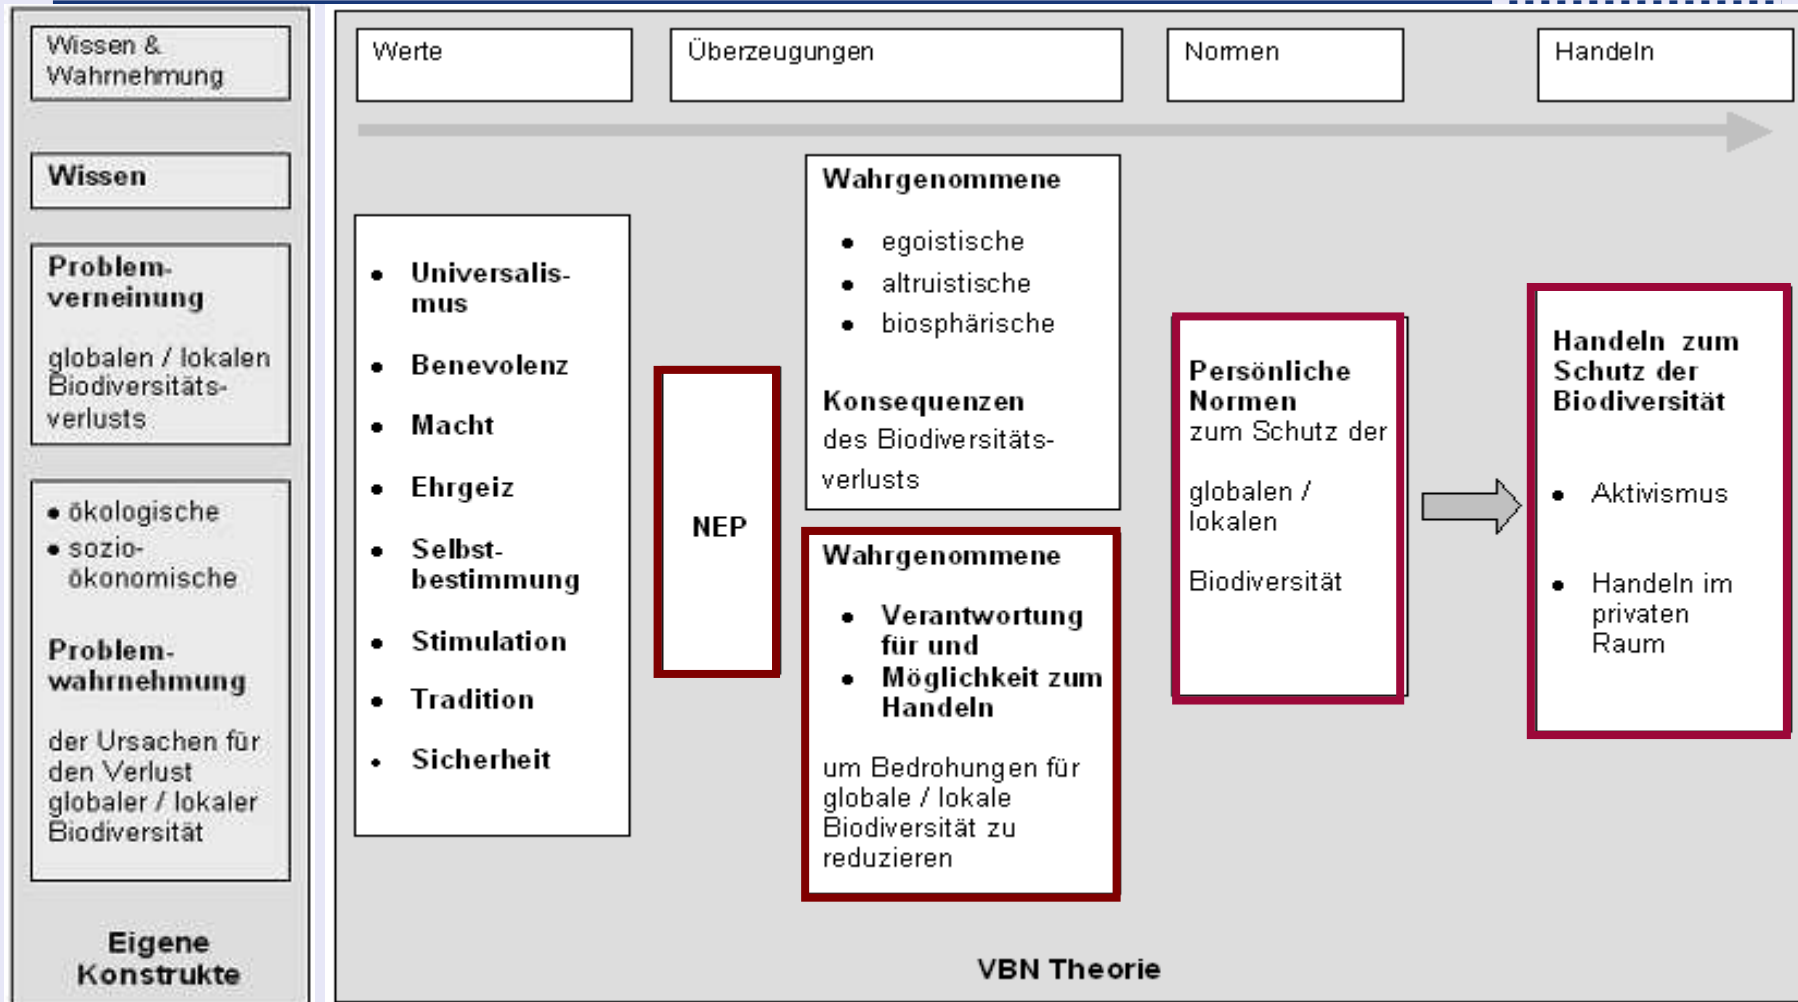 Wissen &
Wahrnehmung
Wissen
Problem-
verneinung
globalen / lokalen
Biodiversitäts-
verlusts
• ökologische
• sozio-
ökonomische
Problem-
wahrnehmung
der Ursachen für
den Verlust
globaler / lokaler
Biodiversität
Eigene
Konstrukte
Werte
Überzeugungen
Normen
Handeln
• Universalis-
mus
• Benevolenz
• Macht
• Ehrgeiz
• Selbst-
bestimmung
• Stimulation
• Tradition
• Sicherheit
NEP
Wahrgenommene
• egoistische
• altruistische
• biosphärische
Konsequenzen
des Biodiversitäts-
verlusts
Wahrgenommene
• Verantwortung
für und
• Möglichkeit zum
Handeln
um Bedrohungen für
globale / lokale
Biodiversität zu
reduzieren
Persönliche
Normen
zum Schutz der
globalen /
lokalen
Biodiversität
Handeln zum
Schutz der
Biodiversität
• Aktivismus
• Handeln im
privaten
Raum
VBN Theorie